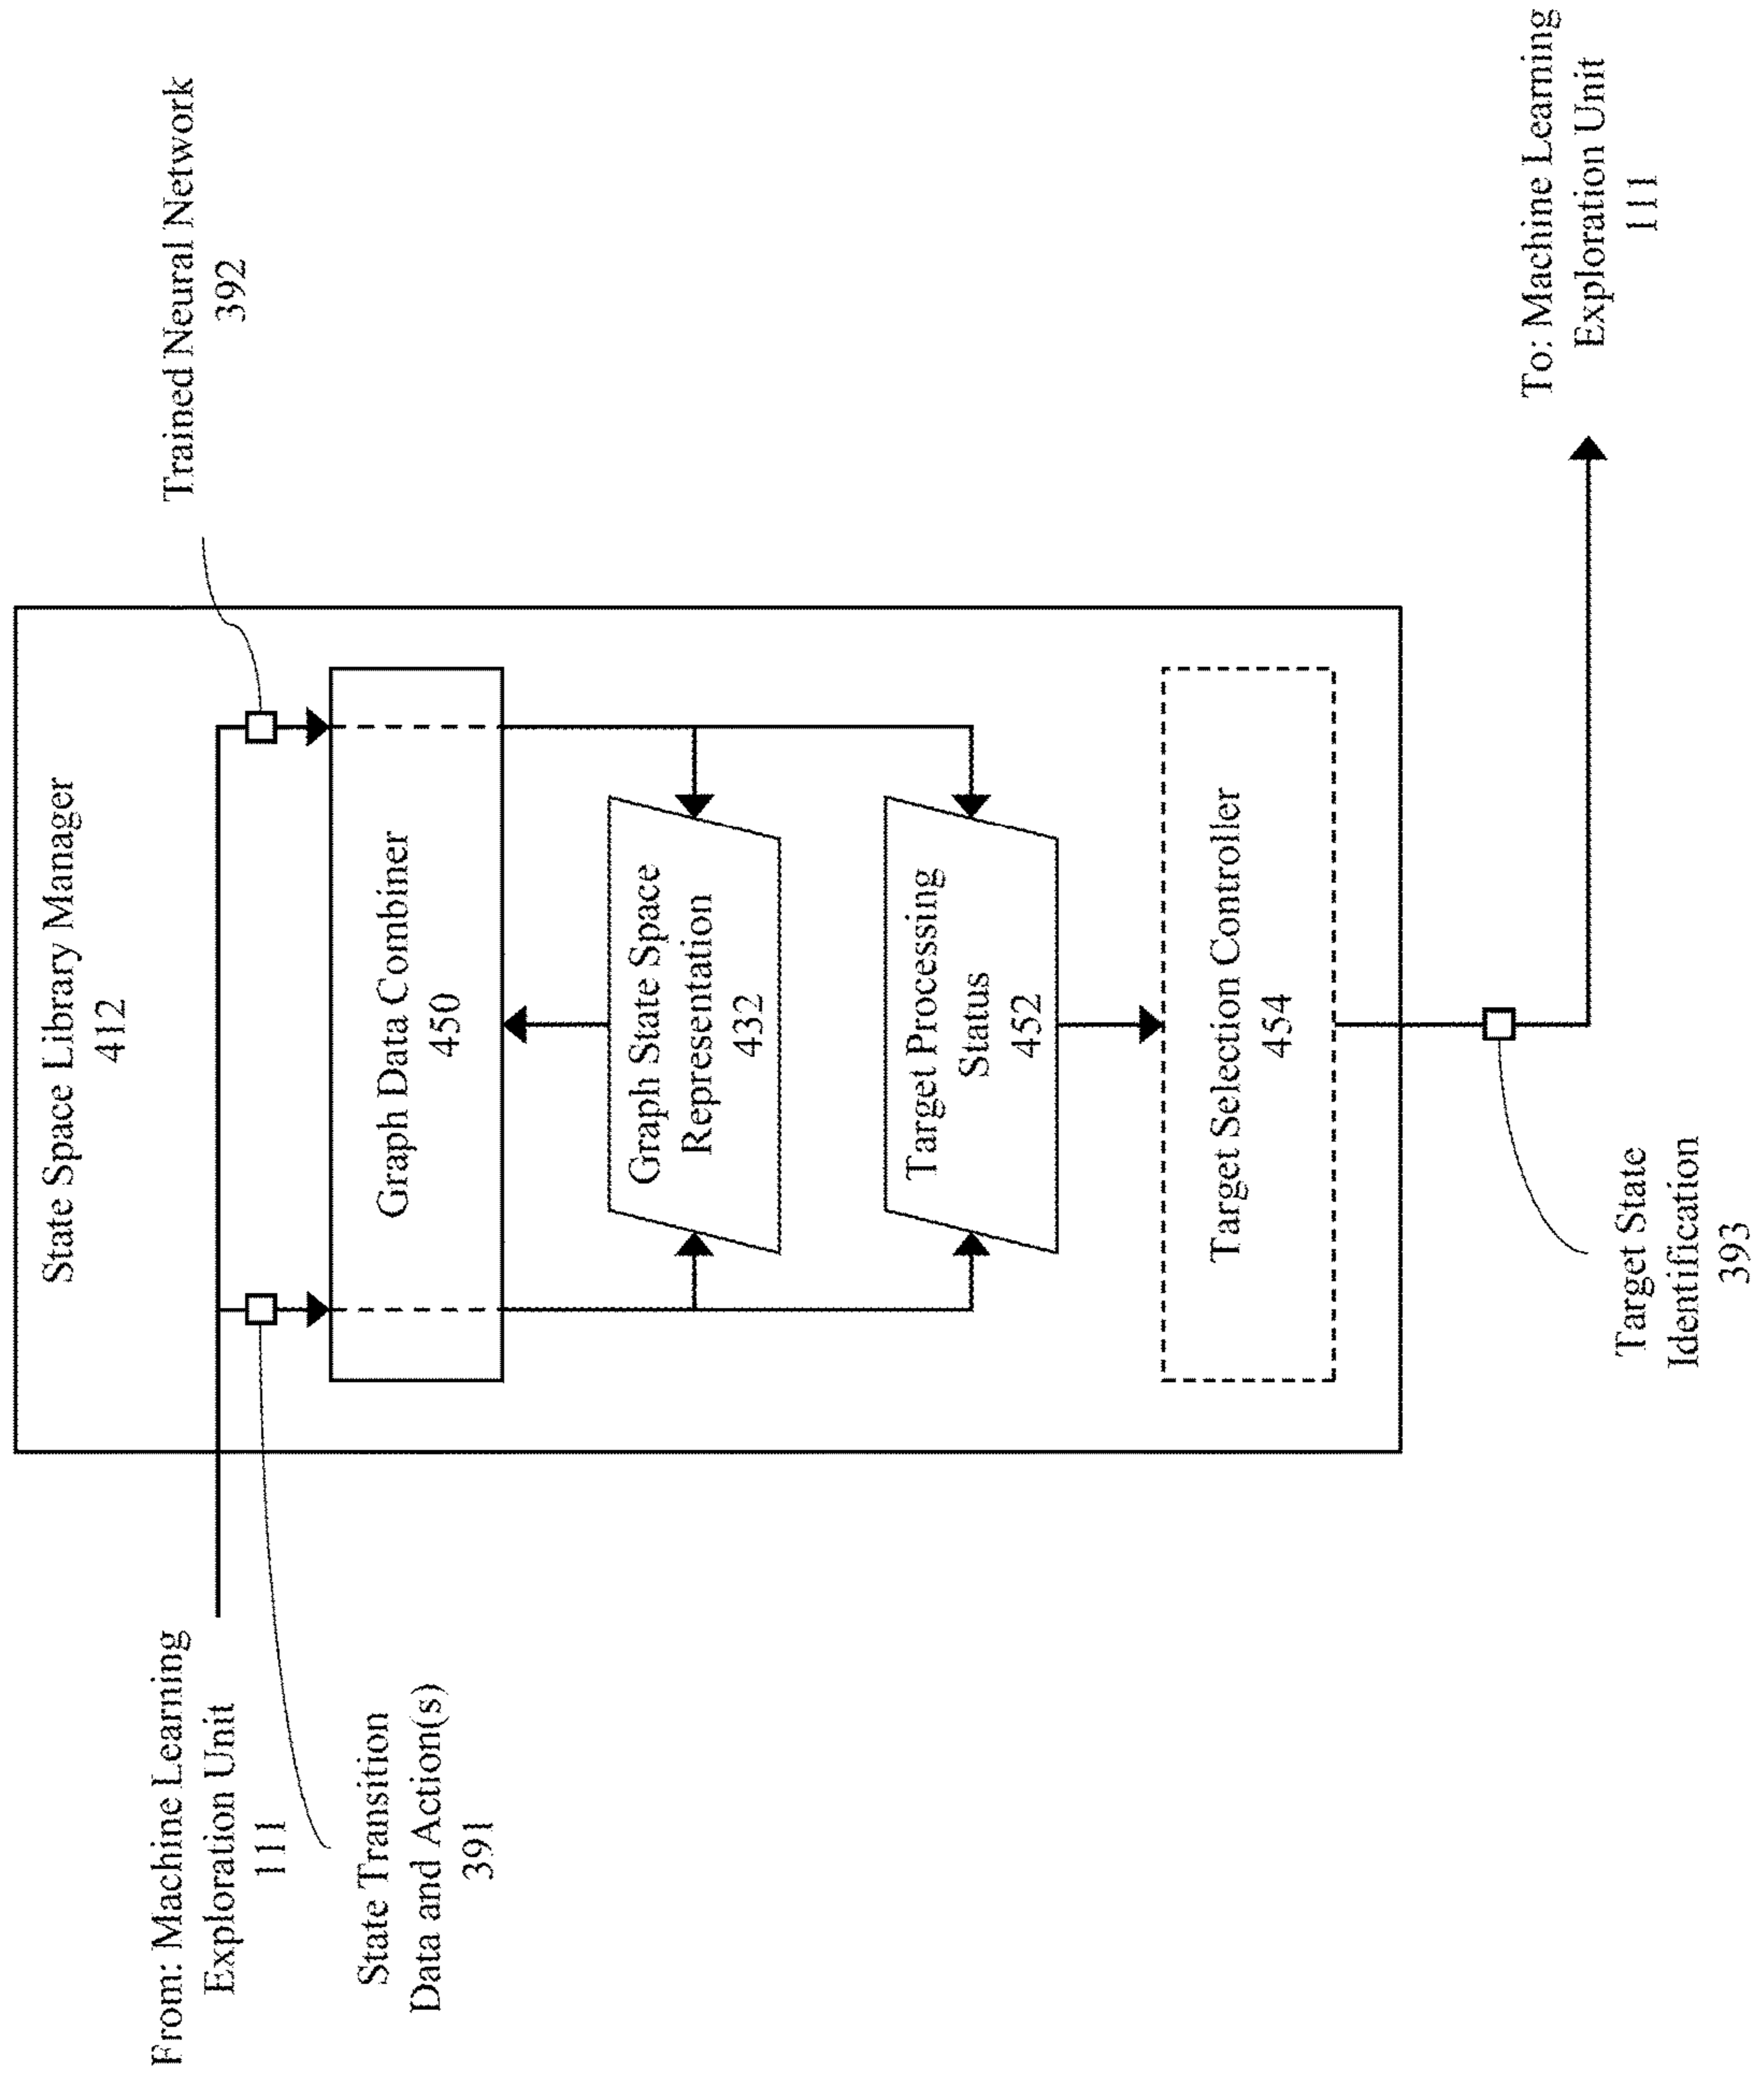 State Space Library Manager
412
From: Machine Learning
Exploration Unit
111
Trained Neural Network
392
State Transition
Data and Action(s)
391
Graph Data Combiner
450
Graph State Space
Representation
432
Target Processing
Status
452
Target Selection Controller
454
Target State
Identification
393
To: Machine Learning
Exploration Unit
111